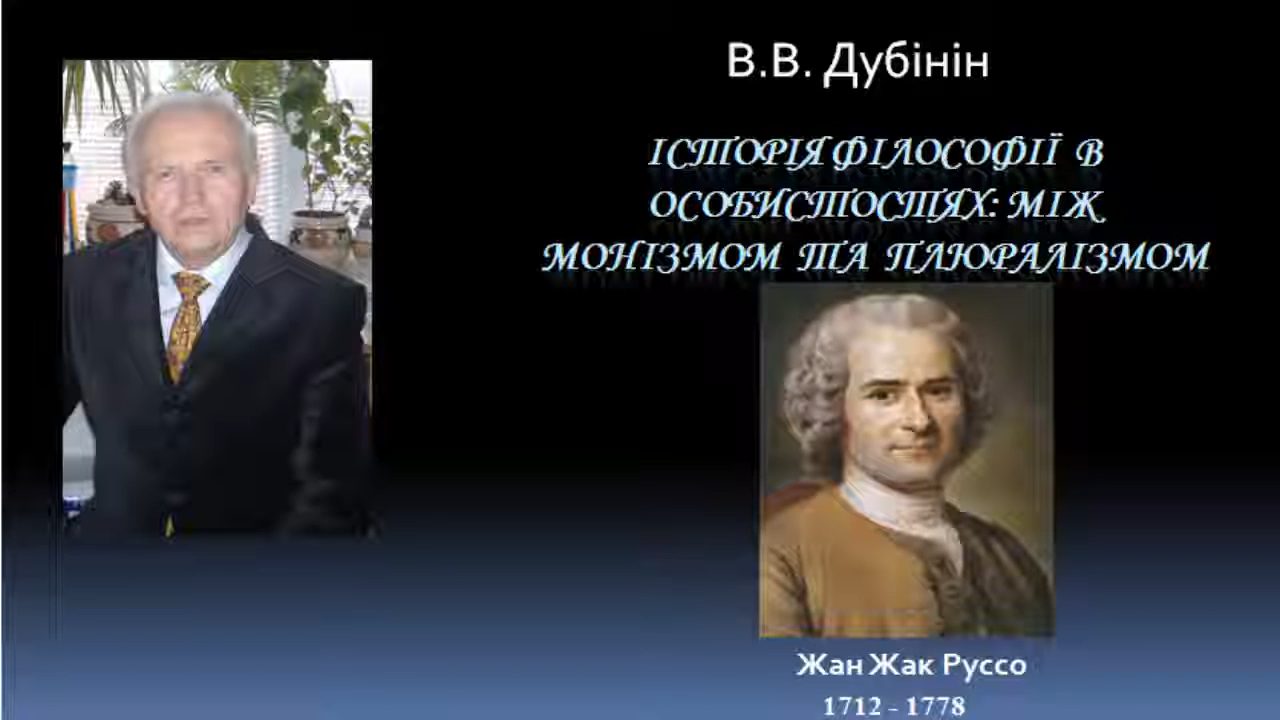 В.В. Дубінін
ІСТОРІЯ ФІЛОСОФІЇ В
ОСОБИСТОСТЯХ: МІЖ
МОНІЗМОМ ТА ПЛЮРАЛІЗМОМ
Жан Жак Руссо
1712 - 1778